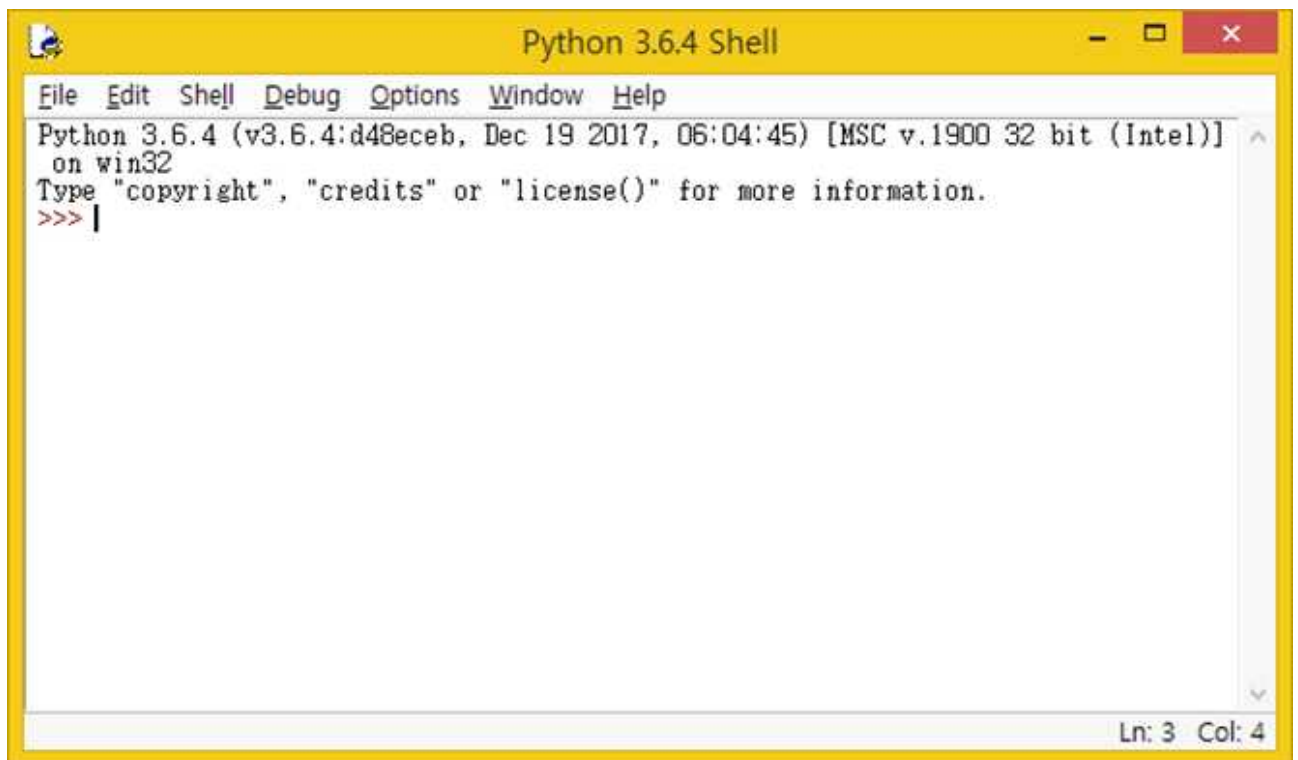 Python 3.6.4 Shell
File Edit Shell Debug Options Window Help
Python 3.6.4 (v3.6.4:d48eceb, Dec 19 2017, 06:04:45) [MSC v.1900 32 bit (Intel)]
on win32
Type "copyright", "credits" or "license()" for more information.
>>>
Ln: 3 Col: 4